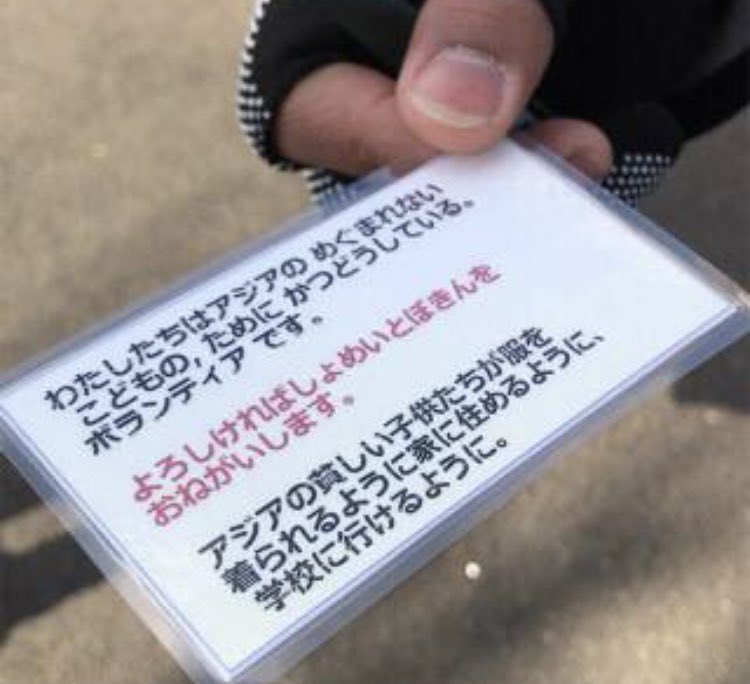 わたしたちはアジアの めぐまれない
こどもの,ために かつどうしている。
ボランティア です。
よろしければしょめいとぼきんを
おねがいします。
アジアの貧しい子供たちが服を
着られるように家に住めるように、
学校に行けるように。